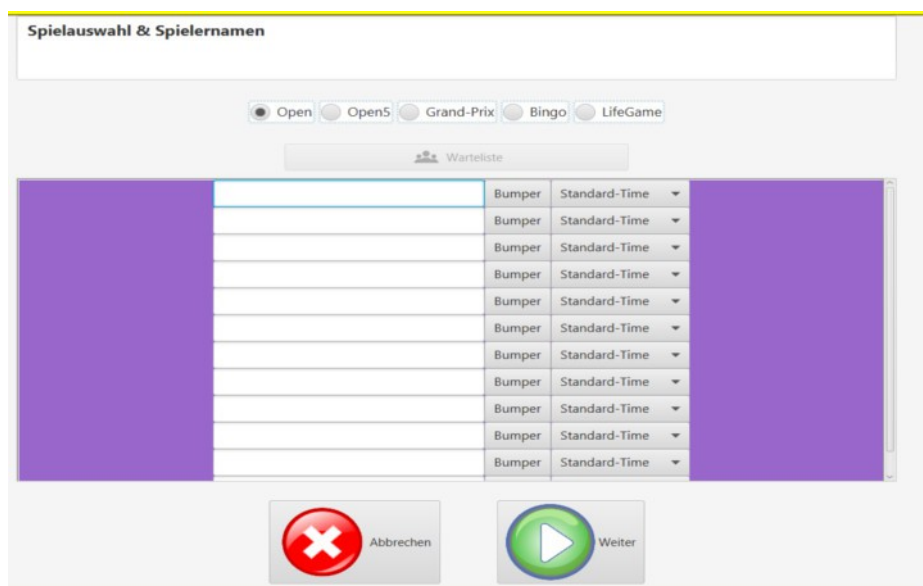 Spielauswahl & Spielernamen
Open Open5 Grand-Prix Bingo LifeGame
Warteliste
Bumper Standard-Time
Bumper Standard-Time
Bumper Standard-Time
Bumper Standard-Time
Bumper Standard-Time
Bumper Standard-Time
Bumper Standard-Time
Bumper Standard-Time
Bumper Standard-Time
Bumper Standard-Time
Bumper Standard-Time
Abbrechen Weiter